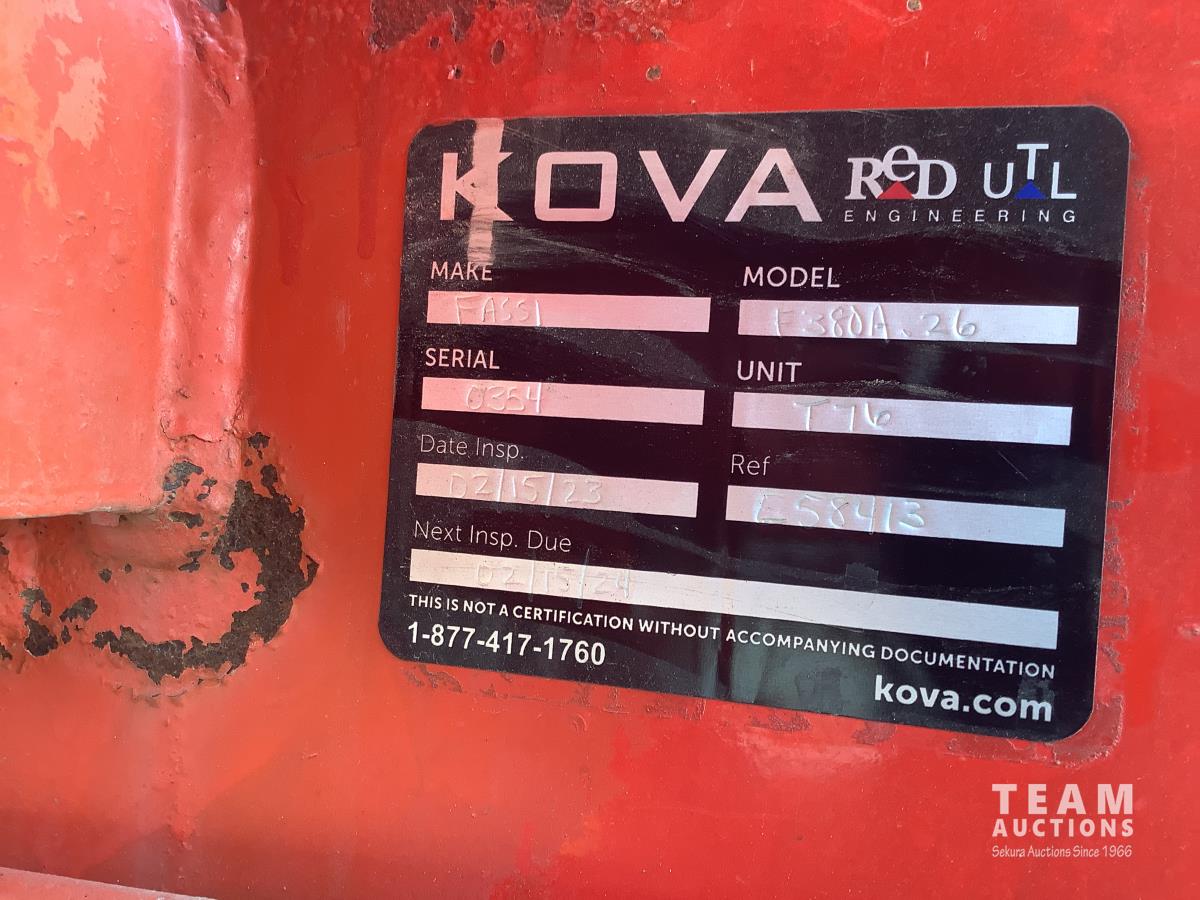 KOVA ReD UTL
ENGINEERING
MAKE MODEL
FASSI F380A.26
SERIAL UNIT
0354 T76
Date Insp. Ref
02/15/23 E58413
Next Insp. Due
02/15/24
THIS IS NOT A CERTIFICATION WITHOUT ACCOMPANYING DOCUMENTATION
1-877-417-1760
kova.com
TEAM
AUCTIONS
Sekura Auctions Since 1966